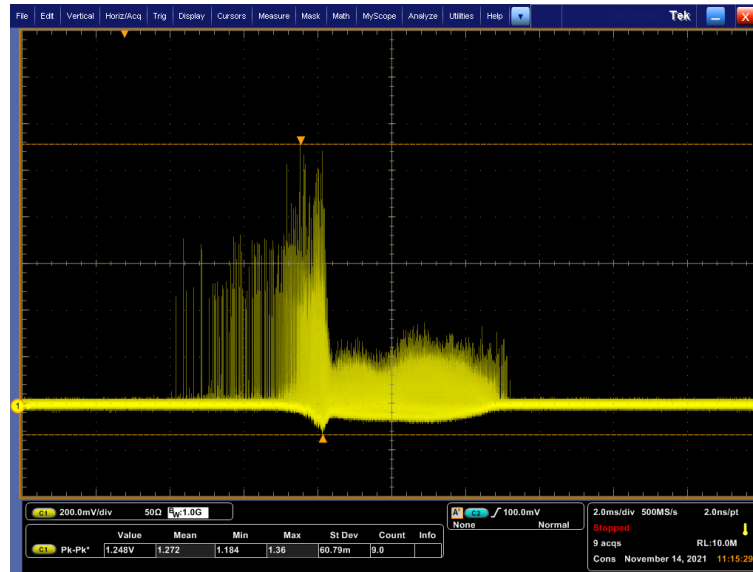 File Edit Vertical Horiz/Acq Trig Display Cursors Measure Mask Math MyScope Analyze Utilities Help Tek X
1
C1 200.0mV/div 50Ω BW:1.0G
A' C2 100.0mV
None Normal
2.0ms/div 500MS/s 2.0ns/pt
Stopped
9 acqs RL:10.0M
Cons November 14, 2021 11:15:29
Value Mean Min Max St Dev Count Info
C1 Pk-Pk* 1.248V 1.272 1.184 1.36 60.79m 9.0